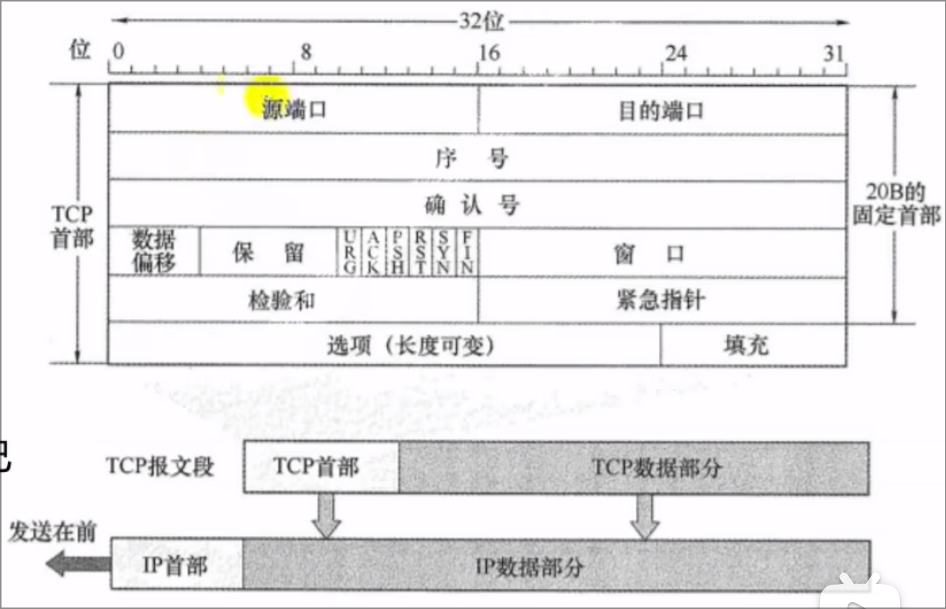 32位
位 0 8 16 24 31
源端口 目的端口
序 号
确 认 号
TCP首部
20B的固定首部
数据偏移 保 留 URG ACK PSH RST SYN FIN 窗 口
检验和 紧急指针
选项（长度可变） 填充
TCP报文段 TCP首部 TCP数据部分
发送在前
IP首部 IP数据部分